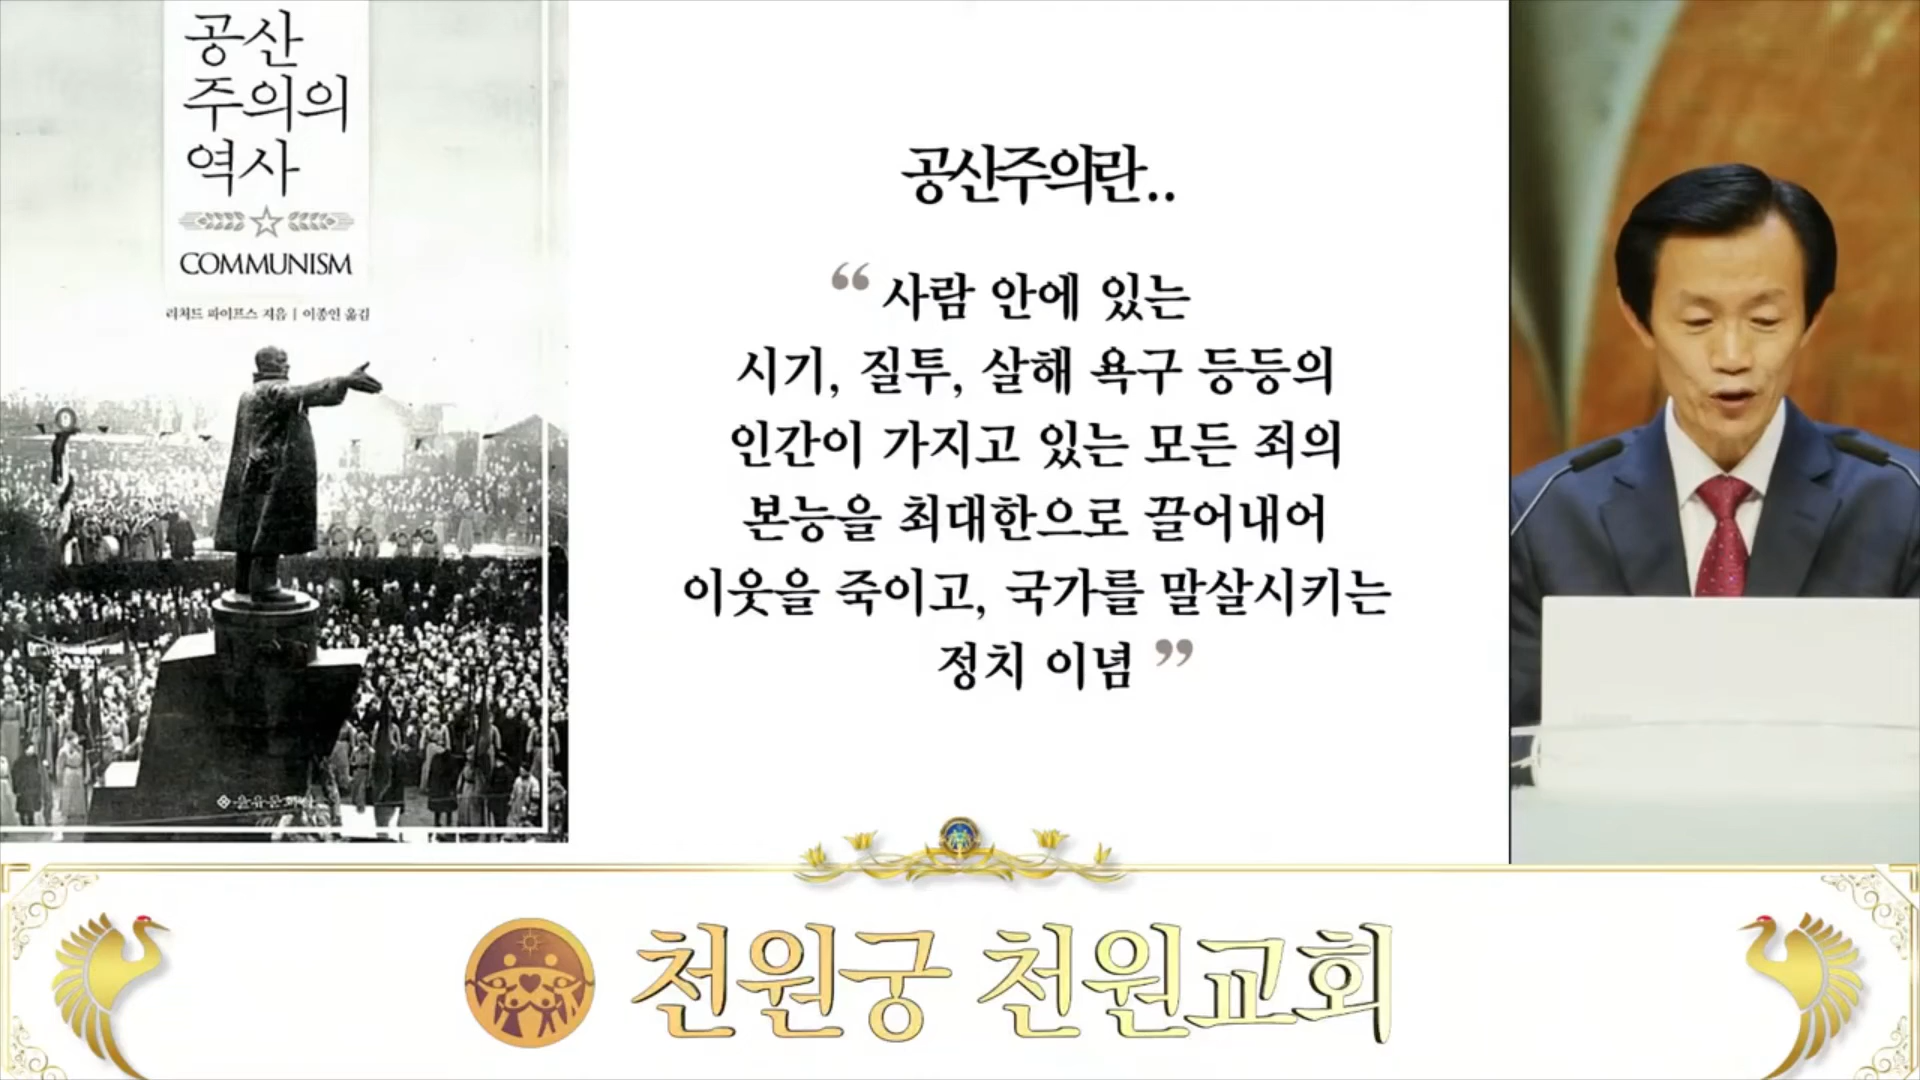 공산
주의의
역사
COMMUNISM
리처드 파이프스 지음 | 이종인 옮김
공산주의란..
“ 사람 안에 있는
시기, 질투, 살해 욕구 등등의
인간이 가지고 있는 모든 죄의
본능을 최대한으로 끌어내어
이웃을 죽이고, 국가를 말살시키는
정치 이념 ”
천원궁 천원교회